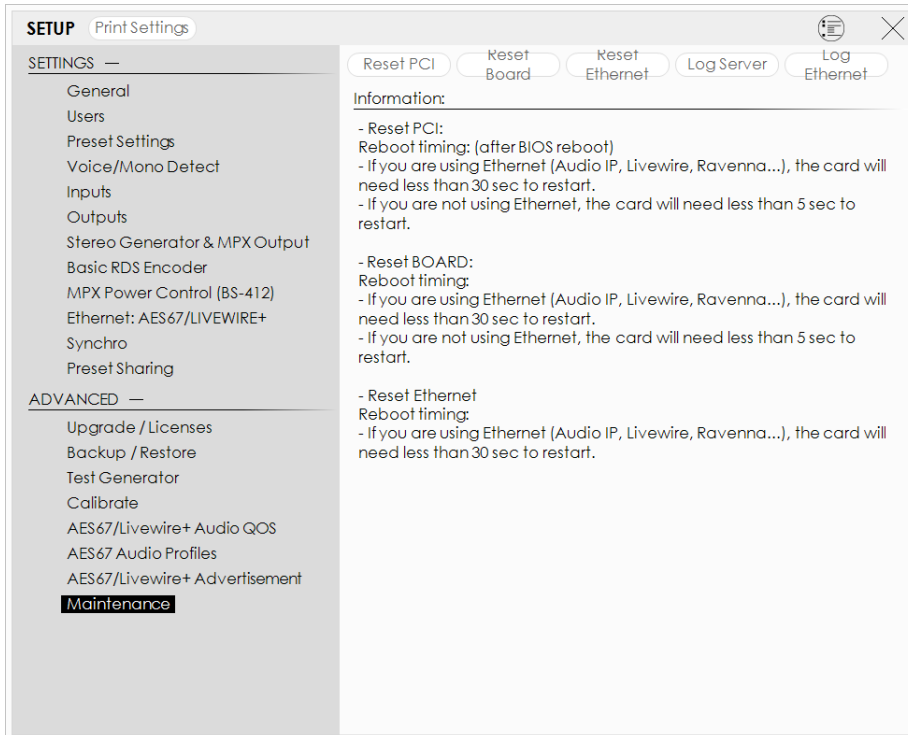 SETUP Print Settings
SETTINGS —
General
Users
Preset Settings
Voice/Mono Detect
Inputs
Outputs
Stereo Generator & MPX Output
Basic RDS Encoder
MPX Power Control (BS-412)
Ethernet: AES67/LIVEWIRE+
Synchro
Preset Sharing
ADVANCED —
Upgrade / Licenses
Backup / Restore
Test Generator
Calibrate
AES67/Livewire+ Audio QOS
AES67 Audio Profiles
AES67/Livewire+ Advertisement
Maintenance
Reset PCI
Reset
Board
Reset
Ethernet
Log Server
Log
Ethernet
Information:
- Reset PCI:
Reboot timing: (after BIOS reboot)
- If you are using Ethernet (Audio IP, Livewire, Ravenna...), the card will
need less than 30 sec to restart.
- If you are not using Ethernet, the card will need less than 5 sec to
restart.
- Reset BOARD:
Reboot timing:
- If you are using Ethernet (Audio IP, Livewire, Ravenna...), the card will
need less than 30 sec to restart.
- If you are not using Ethernet, the card will need less than 5 sec to
restart.
- Reset Ethernet
Reboot timing:
- If you are using Ethernet (Audio IP, Livewire, Ravenna...), the card will
need less than 30 sec to restart.